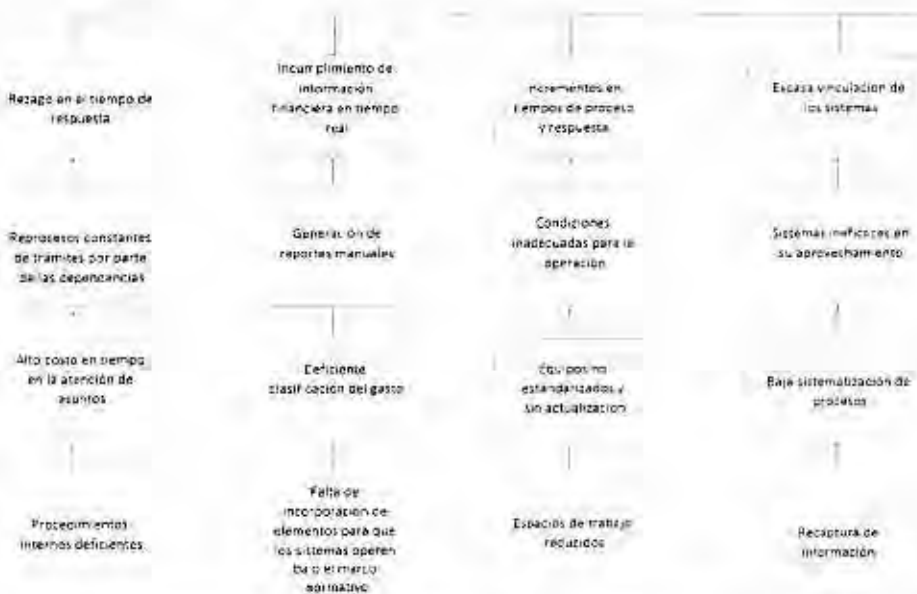 Rezago en el tiempo de
respuesta
Incumplimiento de
información
financiera en tiempo
real
Incrementos en
tiempos de proceso
y respuesta
Escasa vinculación de
los sistemas
Reprocesos constantes
de trámites por parte
de las dependencias
Generación de
reportes manuales
Condiciones
inadecuadas para la
operación
Sistemas ineficaces en
su aprovechamiento
Alto costo en tiempo
en la atención de
asuntos
Deficiente
clasificación del gasto
Equipos no
estandarizados y
sin actualización
Baja sistematización de
procesos
Procedimientos
internos deficientes
Falta de
incorporación de
elementos para que
los sistemas operen
bajo el marco
normativo
Espacios de trabajo
reducidos
Recaptura de
información